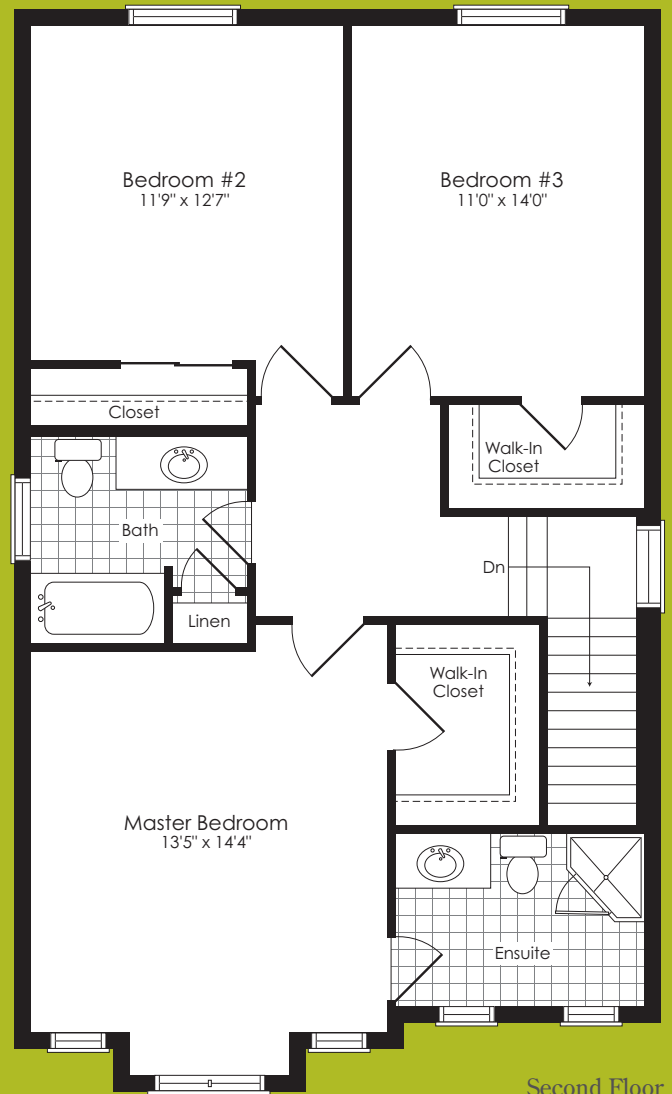 Bedroom #2
11'9" x 12'7"
Bedroom #3
11'0" x 14'0"
Closet
Walk-In
Closet
Bath
Dn
Linen
Walk-In
Closet
Master Bedroom
13'5" x 14'4"
Ensuite
Second Floor